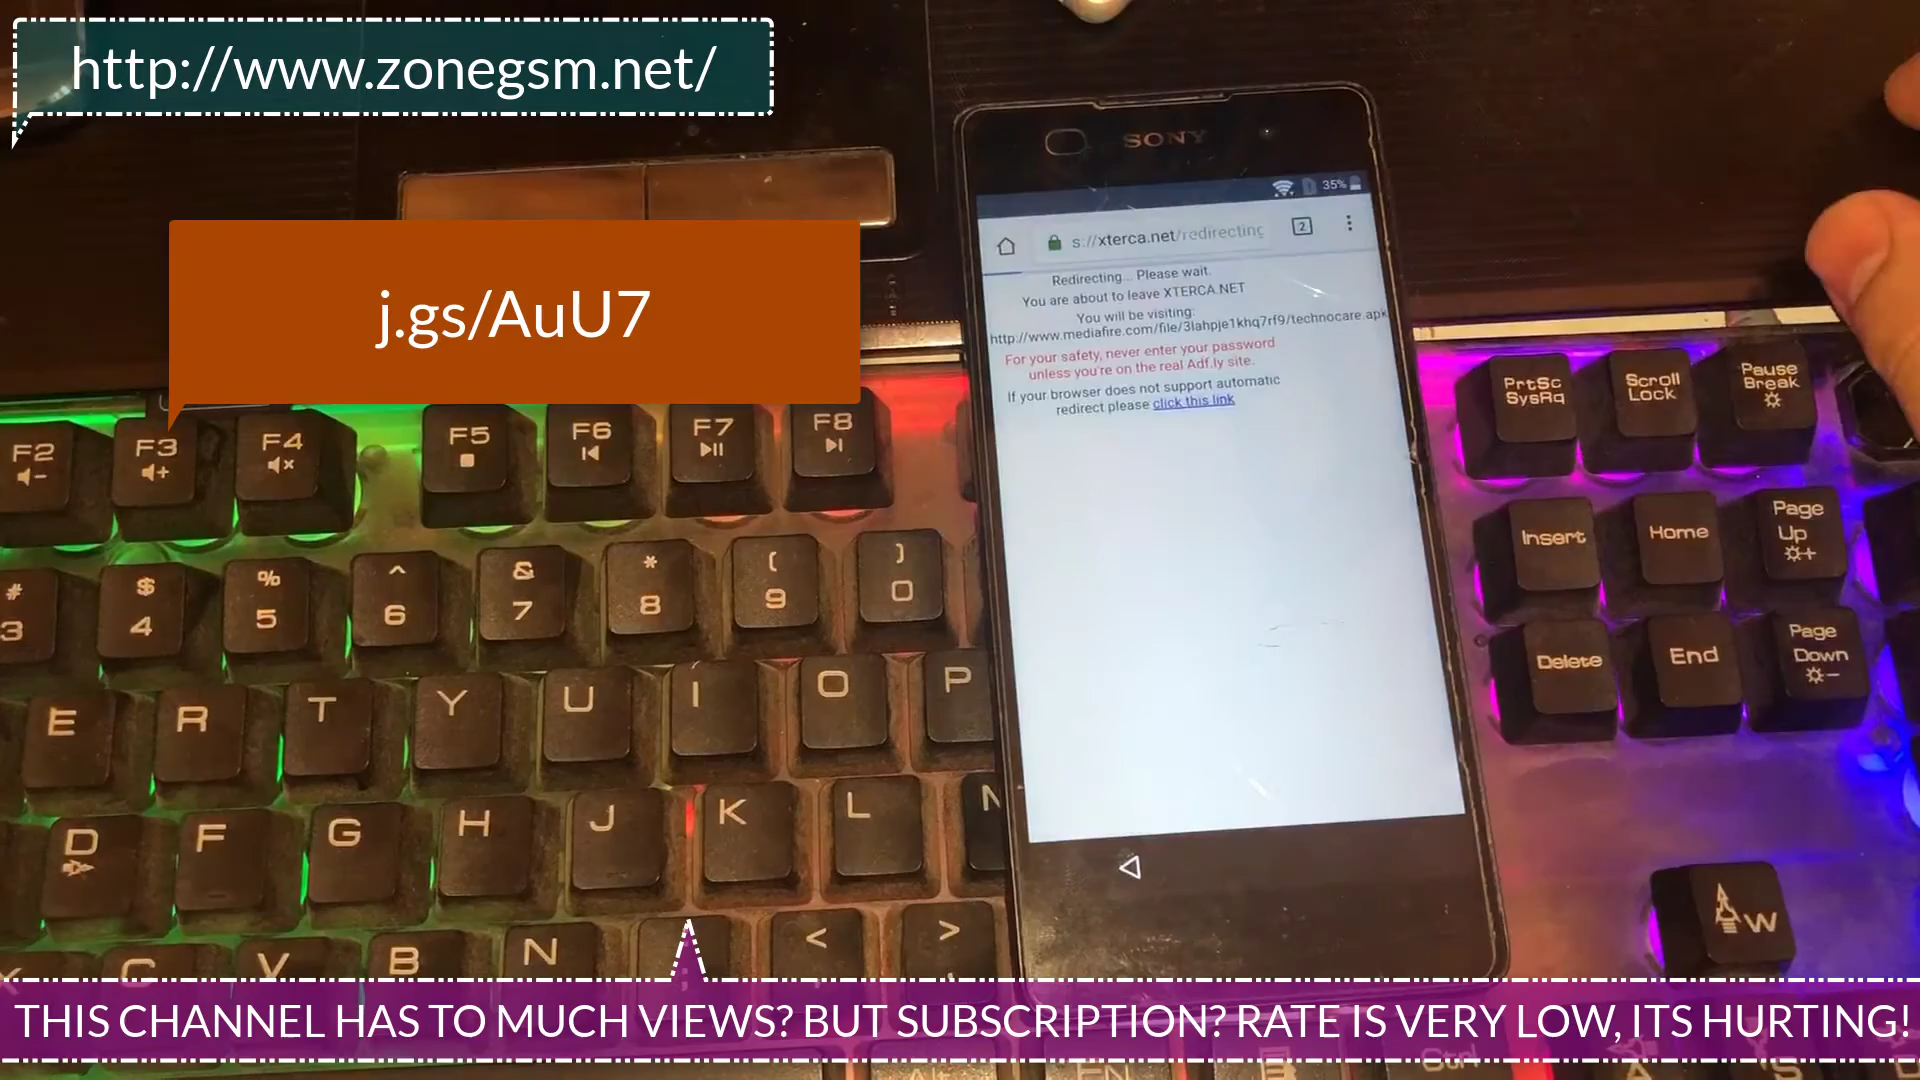 http://www.zonegsm.net/
j.gs/AuU7
SONY
35%
s://xterca.net/redirecting
2
Redirecting... Please wait.
You are about to leave XTERCA.NET
You will be visiting:
http://www.mediafire.com/file/3lahpje1khq7rf9/technocare.apk
For your safety, never enter your password
unless you're on the real Adf.ly site.
If your browser does not support automatic
redirect please click this link
F2 F3 F4 F5 F6 F7 F8
PrtSc SysRq
Scroll Lock
Pause Break
# 3 $ 4 % 5 ^ 6 & 7 * 8 ( 9 ) 0
Insert Home Page Up
E R T Y U I O P
Delete End Page Down
D F G H J K L
W
C V B N < >
THIS CHANNEL HAS TO MUCH VIEWS? BUT SUBSCRIPTION? RATE IS VERY LOW, ITS HURTING!
Alt FN Ctrl